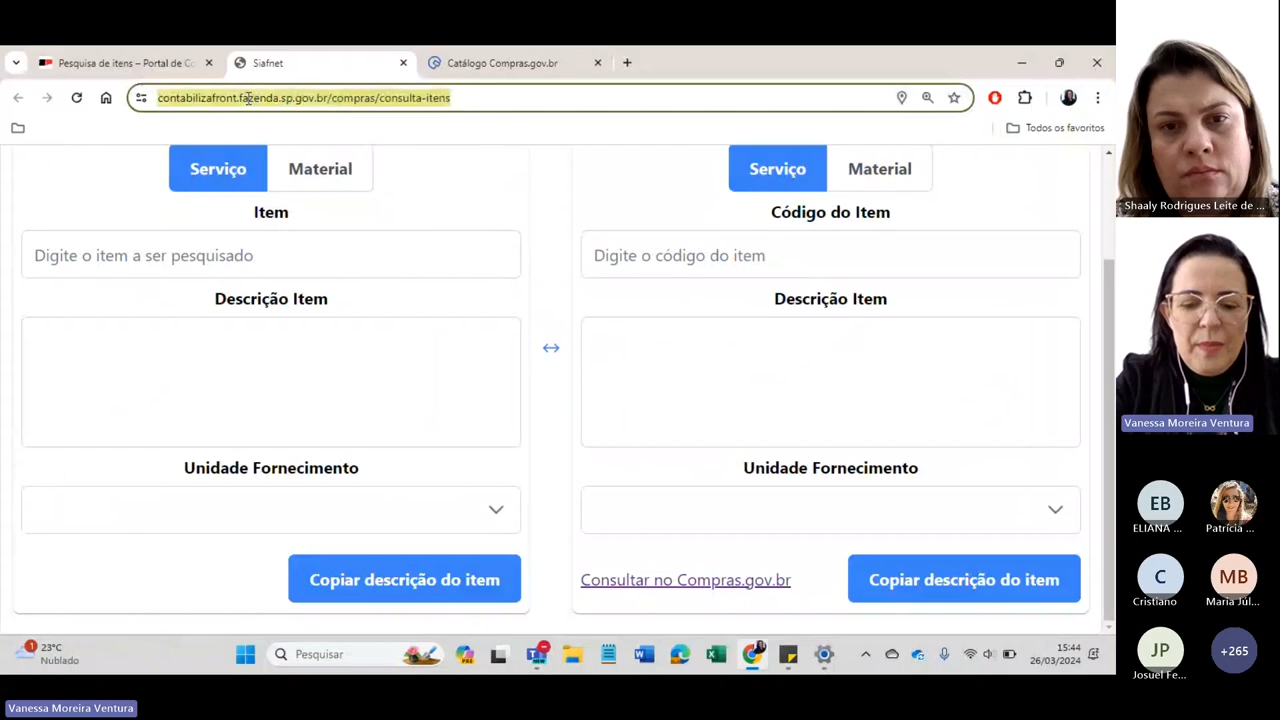 Pesquisa de itens – Portal de Co
Siafnet
Catálogo Compras.gov.br
contabilizafront.fazenda.sp.gov.br/compras/consulta-itens
Todos os favoritos
Serviço
Material
Serviço
Material
Item
Código do Item
Digite o item a ser pesquisado
Digite o código do item
Descrição Item
Descrição Item
Unidade Fornecimento
Unidade Fornecimento
Copiar descrição do item
Consultar no Compras.gov.br
Copiar descrição do item
1
23°C
Nublado
Pesquisar
PRE
NEW
15:44
26/03/2024
Shaaly Rodrigues Leite de ...
Vanessa Moreira Ventura
EB
ELIANA ...
Patrícia ...
C
Cristiano
MB
Maria Júl...
JP
Josuel Fe...
+265
Vanessa Moreira Ventura